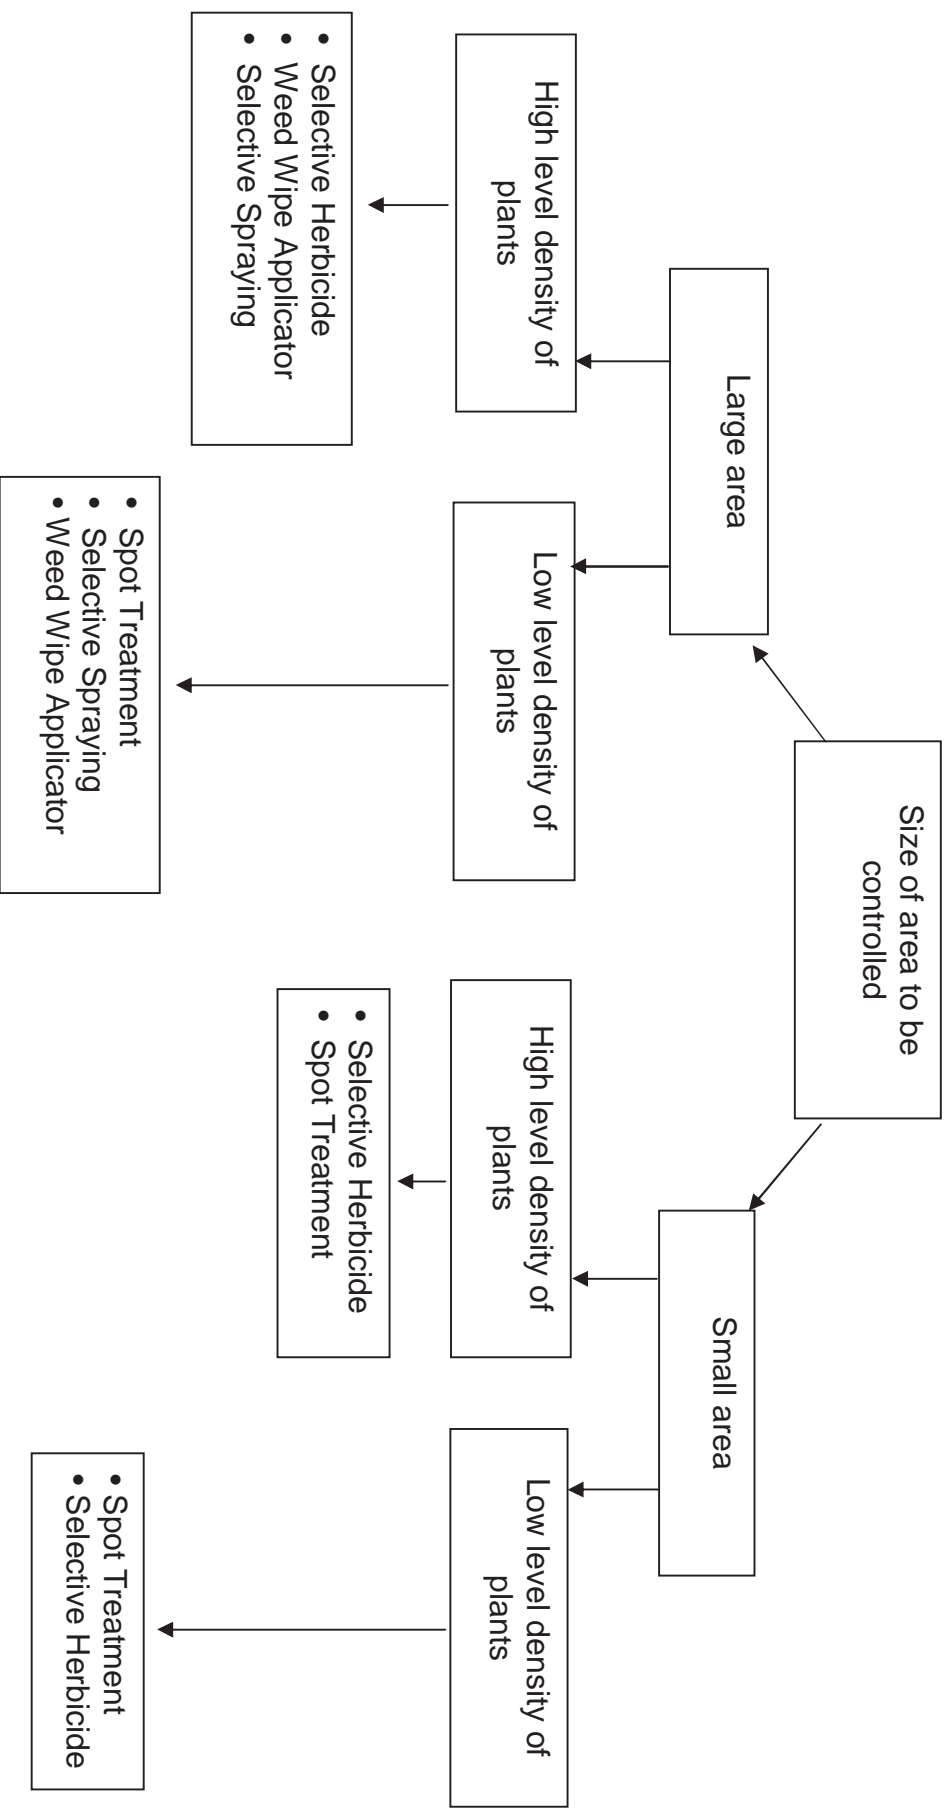 Size of area to be
controlled
Large area
Small area
High level density of
plants
Low level density of
plants
High level density of
plants
Low level density of
plants
• Selective Herbicide
• Weed Wipe Applicator
• Selective Spraying
• Spot Treatment
• Selective Spraying
• Weed Wipe Applicator
• Selective Herbicide
• Spot Treatment
• Spot Treatment
• Selective Herbicide